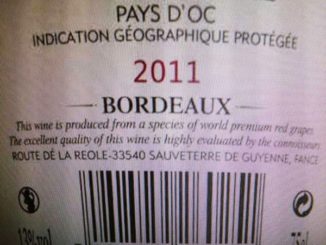 PAYS D'OC
INDICATION GÉOGRAPHIQUE PROTÉGÉE
2011
BORDEAUX
This wine is produced from a species of world premium red grapes
The excellent quality of this wine is highly evaluated by the connoisseurs
ROUTE DÉ LA REOLE-33540 SAUVETERRE DE GUYENNE, FANCE